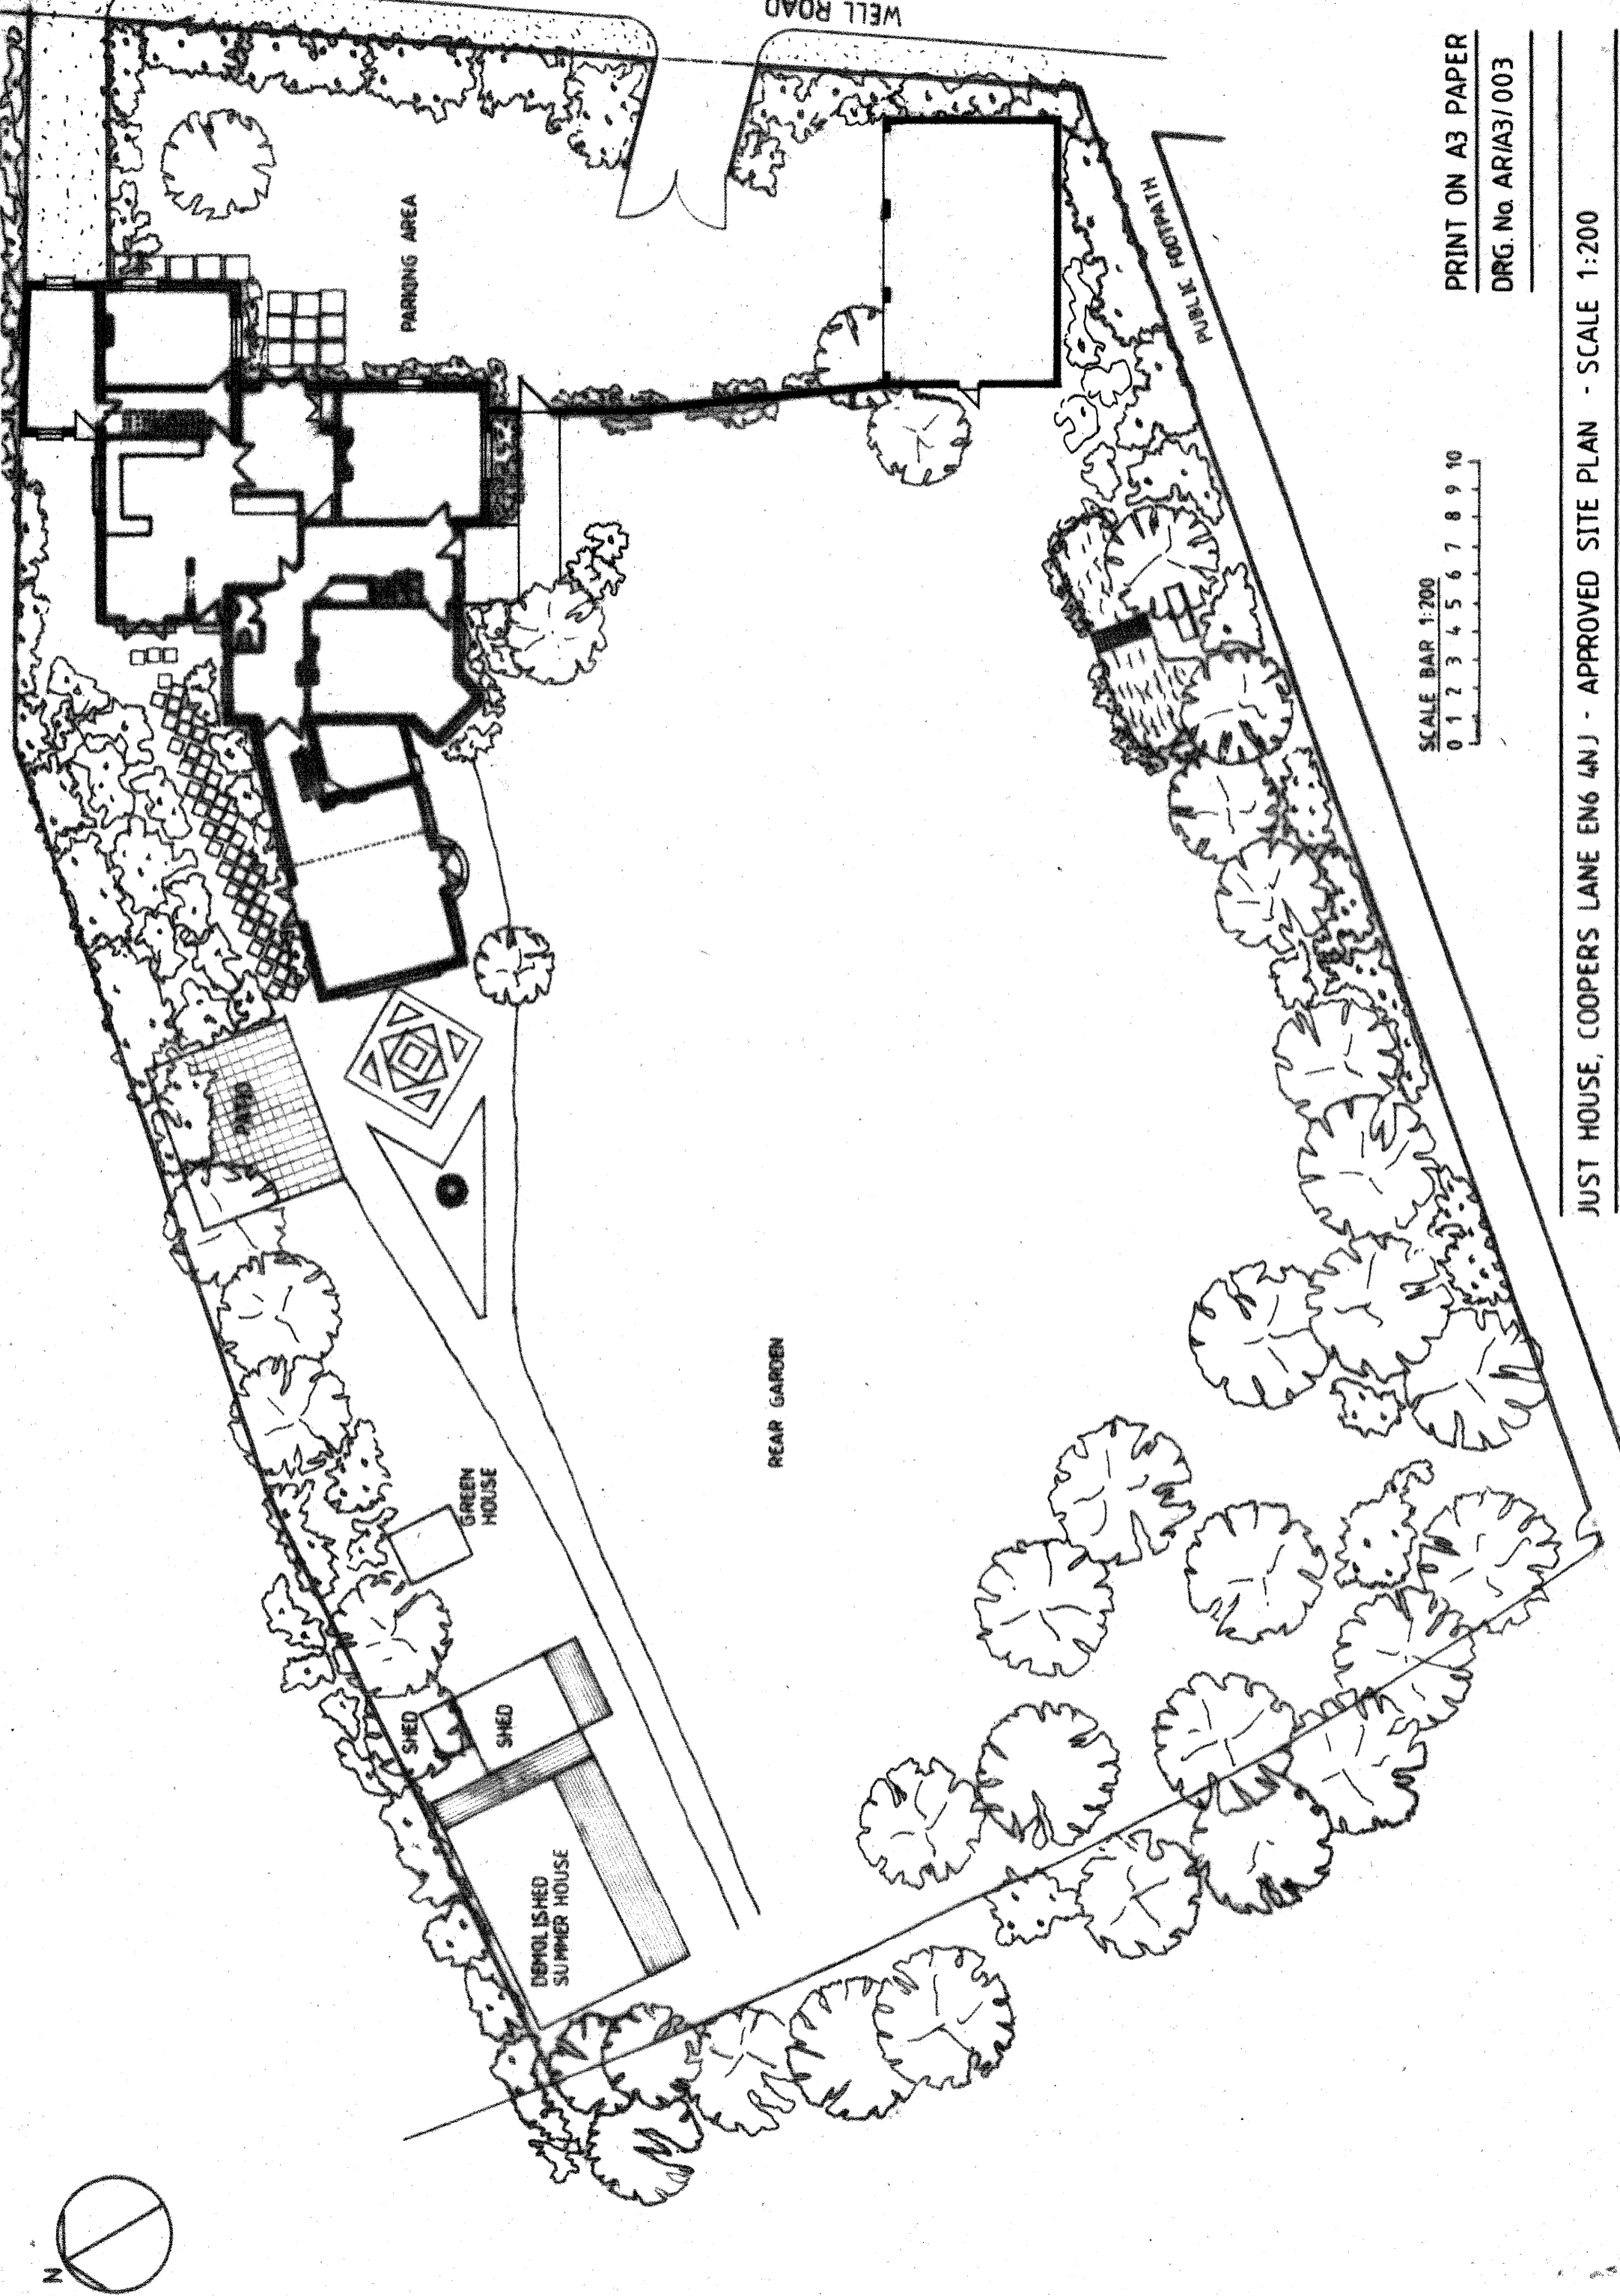 WELL ROAD
PARKING AREA
PUBLIC FOOTPATH
PATIO
REAR GARDEN
GREEN
HOUSE
SHED
SHED
DEMOLISHED
SUMMER HOUSE
N
SCALE BAR 1:200
0 1 2 3 4 5 6 7 8 9 10
PRINT ON A3 PAPER
DRG. No. AR/A3/003
JUST HOUSE, COOPERS LANE EN6 4NJ - APPROVED SITE PLAN - SCALE 1:200